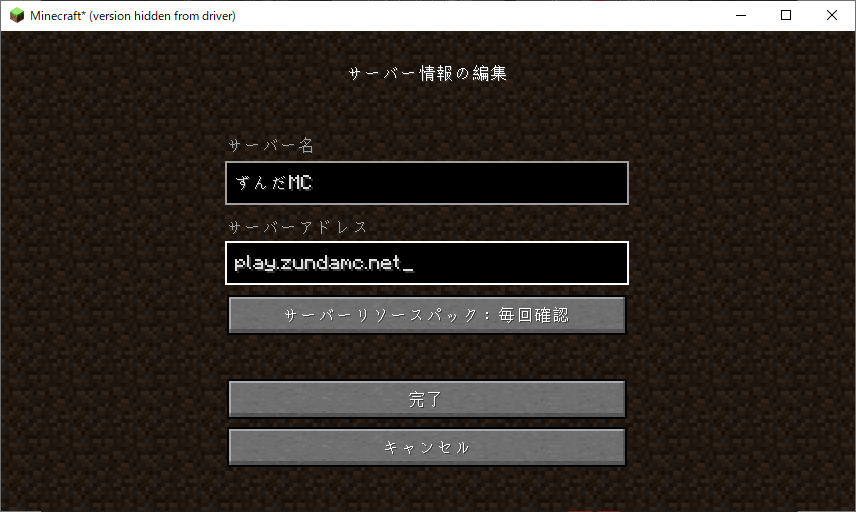 Minecraft* (version hidden from driver)
サーバー情報の編集
サーバー名
ずんだMC
サーバーアドレス
play.zundamc.net_
サーバーリソースパック：毎回確認
完了
キャンセル